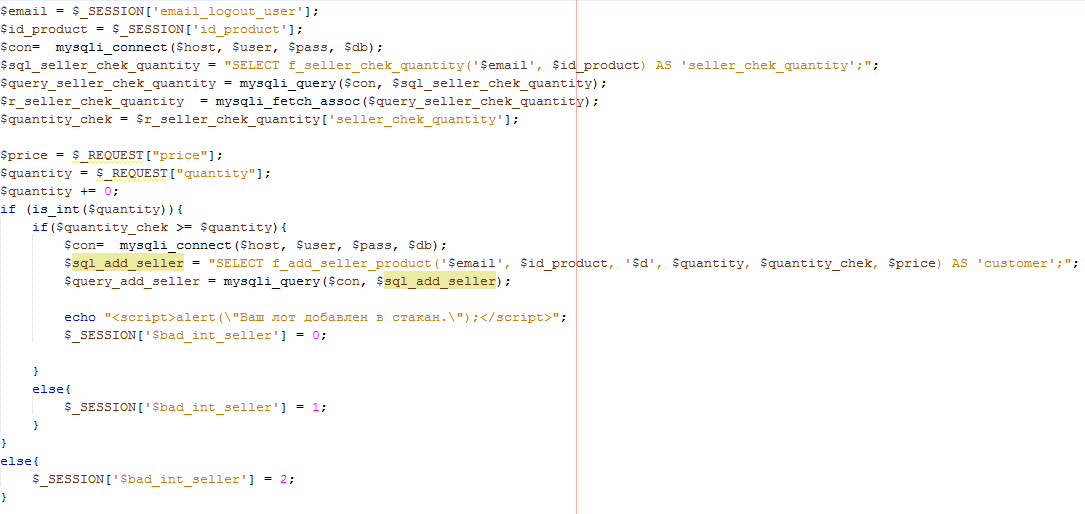 $email = $_SESSION['email_logout_user'];
$id_product = $_SESSION['id_product'];
$con=  mysqli_connect($host, $user, $pass, $db);
$sql_seller_chek_quantity = "SELECT f_seller_chek_quantity('$email', $id_product) AS 'seller_chek_quantity';";
$query_seller_chek_quantity = mysqli_query($con, $sql_seller_chek_quantity);
$r_seller_chek_quantity  = mysqli_fetch_assoc($query_seller_chek_quantity);
$quantity_chek = $r_seller_chek_quantity['seller_chek_quantity'];

$price = $_REQUEST["price"];
$quantity = $_REQUEST["quantity"];
$quantity += 0;
if (is_int($quantity)){
    if($quantity_chek >= $quantity){
        $con=  mysqli_connect($host, $user, $pass, $db);
        $sql_add_seller = "SELECT f_add_seller_product('$email', $id_product, '$d', $quantity, $quantity_chek, $price) AS 'customer';";
        $query_add_seller = mysqli_query($con, $sql_add_seller);

        echo "<script>alert(\"Ваш лот добавлен в стакан.\");</script>";
        $_SESSION['$bad_int_seller'] = 0;

    }
    else{
        $_SESSION['$bad_int_seller'] = 1;
    }
}
else{
    $_SESSION['$bad_int_seller'] = 2;
}